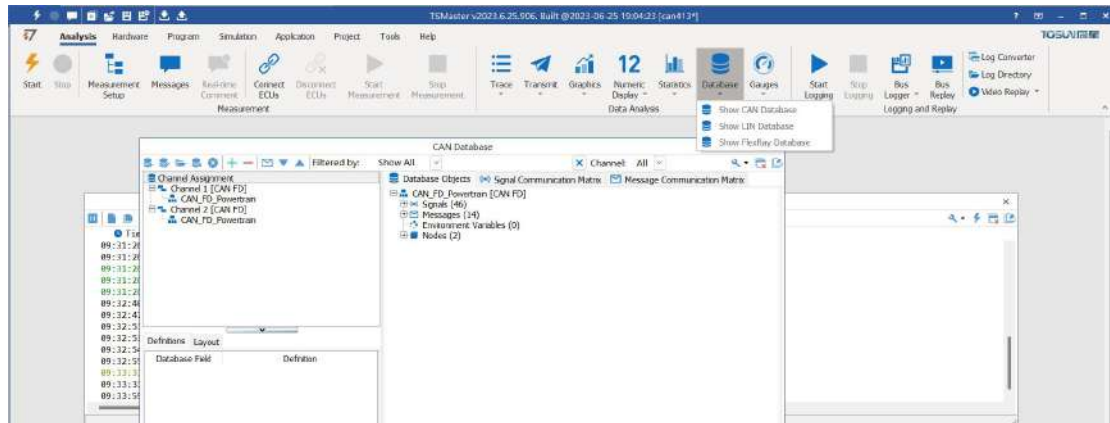 TSMaster v2023.6.25.906. Built @2023-06-25 19:04:23 [can413*]
Analysis Hardware Program Simulation Application Project Tools Help
TOSUN同星
Start Stop Measurement Setup Messages Real-time Comment Connect ECUs Disconnect ECUs Start Measurement Stop Measurement Trace Transmit Graphics 12 Numeric Display Statistics Database Gauges Start Logging Stop Logging Bus Logger Bus Replay
Log Converter
Log Directory
Video Replay
Measurement Data Analysis Logging and Replay
Show CAN Database
Show LIN Database
Show FlexRay Database
CAN Database
Filtered by: Show All Channel: All
Channel Assignment
Channel 1 [CAN FD]
CAN_FD_Powertrain
Channel 2 [CAN FD]
CAN_FD_Powertrain
Database Objects Signal Communication Matrix Message Communication Matrix
CAN_FD_Powertrain [CAN FD]
Signals (46)
Messages (14)
Environment Variables (0)
Nodes (2)
Definitions Layout
Database Field Definition
09:31:2
09:31:2
09:31:2
09:31:2
09:31:2
09:32:4
09:32:4
09:32:5
09:32:5
09:32:5
09:32:5
09:33:3
09:33:3
09:33:5